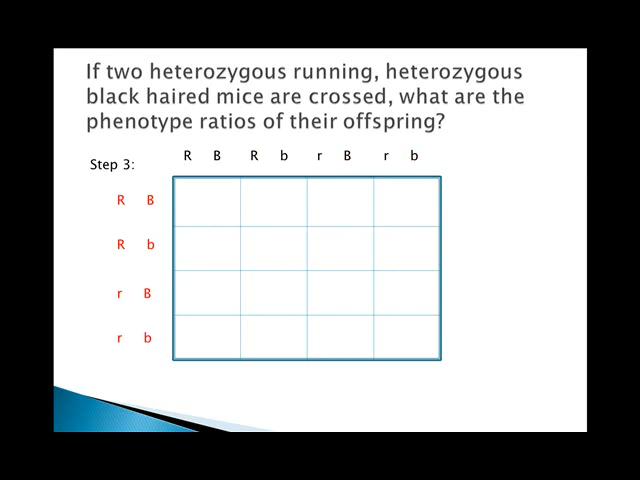 If two heterozygous running, heterozygous
black haired mice are crossed, what are the
phenotype ratios of their offspring?
Step 3:
R B R b r B r b
R B
R b
r B
r b